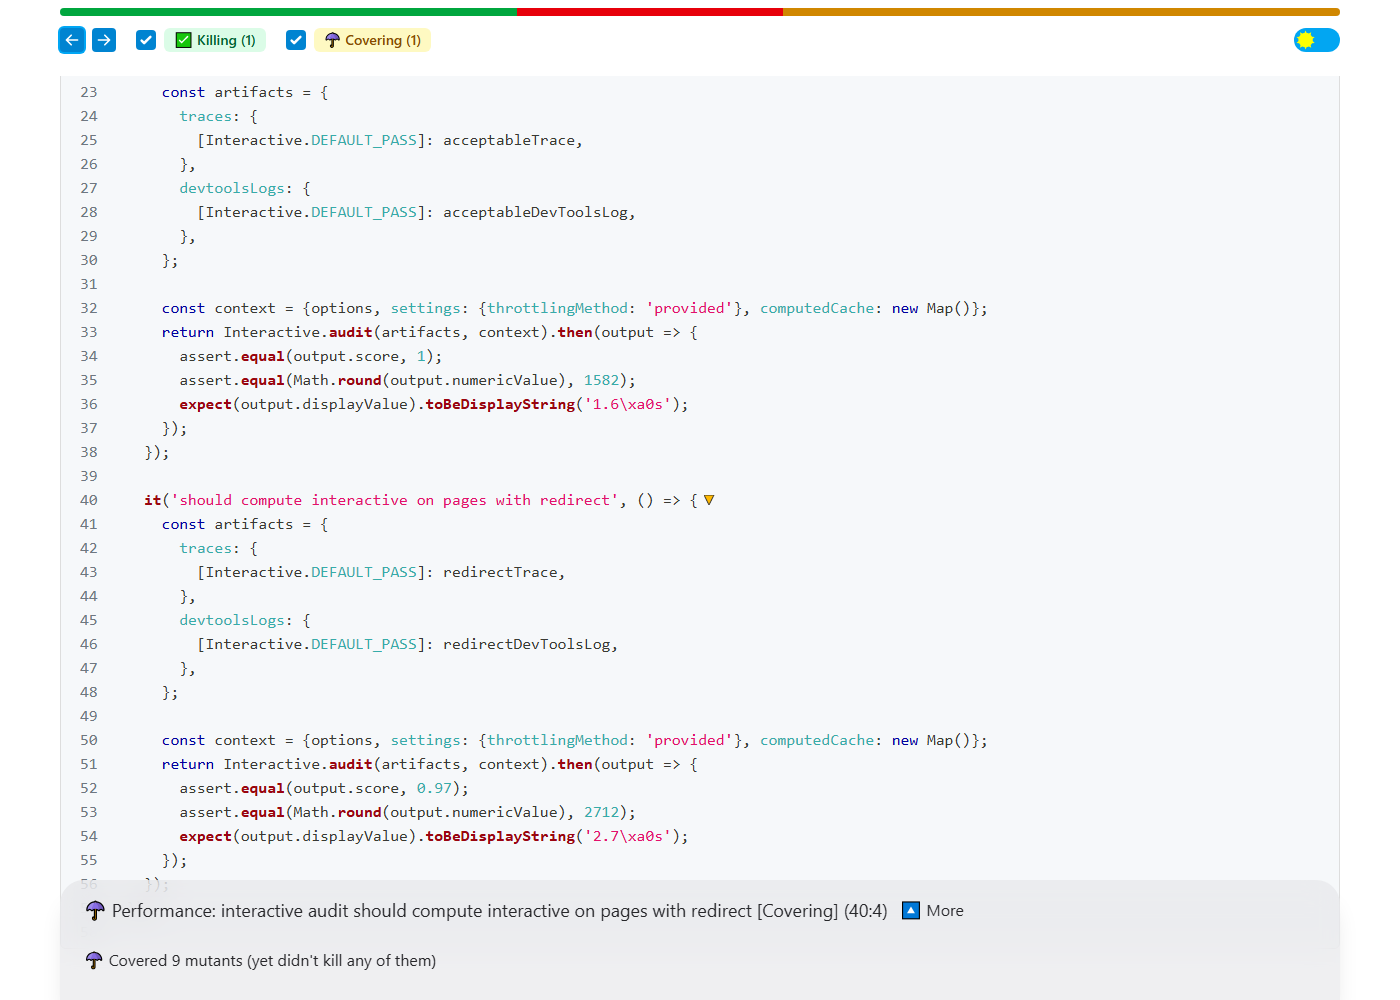 Killing (1) Covering (1)
23 const artifacts = {
24 traces: {
25 [Interactive.DEFAULT_PASS]: acceptableTrace,
26 },
27 devtoolsLogs: {
28 [Interactive.DEFAULT_PASS]: acceptableDevToolsLog,
29 },
30 };
31
32 const context = {options, settings: {throttlingMethod: 'provided'}, computedCache: new Map()};
33 return Interactive.audit(artifacts, context).then(output => {
34 assert.equal(output.score, 1);
35 assert.equal(Math.round(output.numericValue), 1582);
36 expect(output.displayValue).toBeDisplayString('1.6\xa0s');
37 });
38 });
39
40 it('should compute interactive on pages with redirect', () => {
41 const artifacts = {
42 traces: {
43 [Interactive.DEFAULT_PASS]: redirectTrace,
44 },
45 devtoolsLogs: {
46 [Interactive.DEFAULT_PASS]: redirectDevToolsLog,
47 },
48 };
49
50 const context = {options, settings: {throttlingMethod: 'provided'}, computedCache: new Map()};
51 return Interactive.audit(artifacts, context).then(output => {
52 assert.equal(output.score, 0.97);
53 assert.equal(Math.round(output.numericValue), 2712);
54 expect(output.displayValue).toBeDisplayString('2.7\xa0s');
55 });
56 });
Performance: interactive audit should compute interactive on pages with redirect [Covering] (40:4) More
Covered 9 mutants (yet didn't kill any of them)